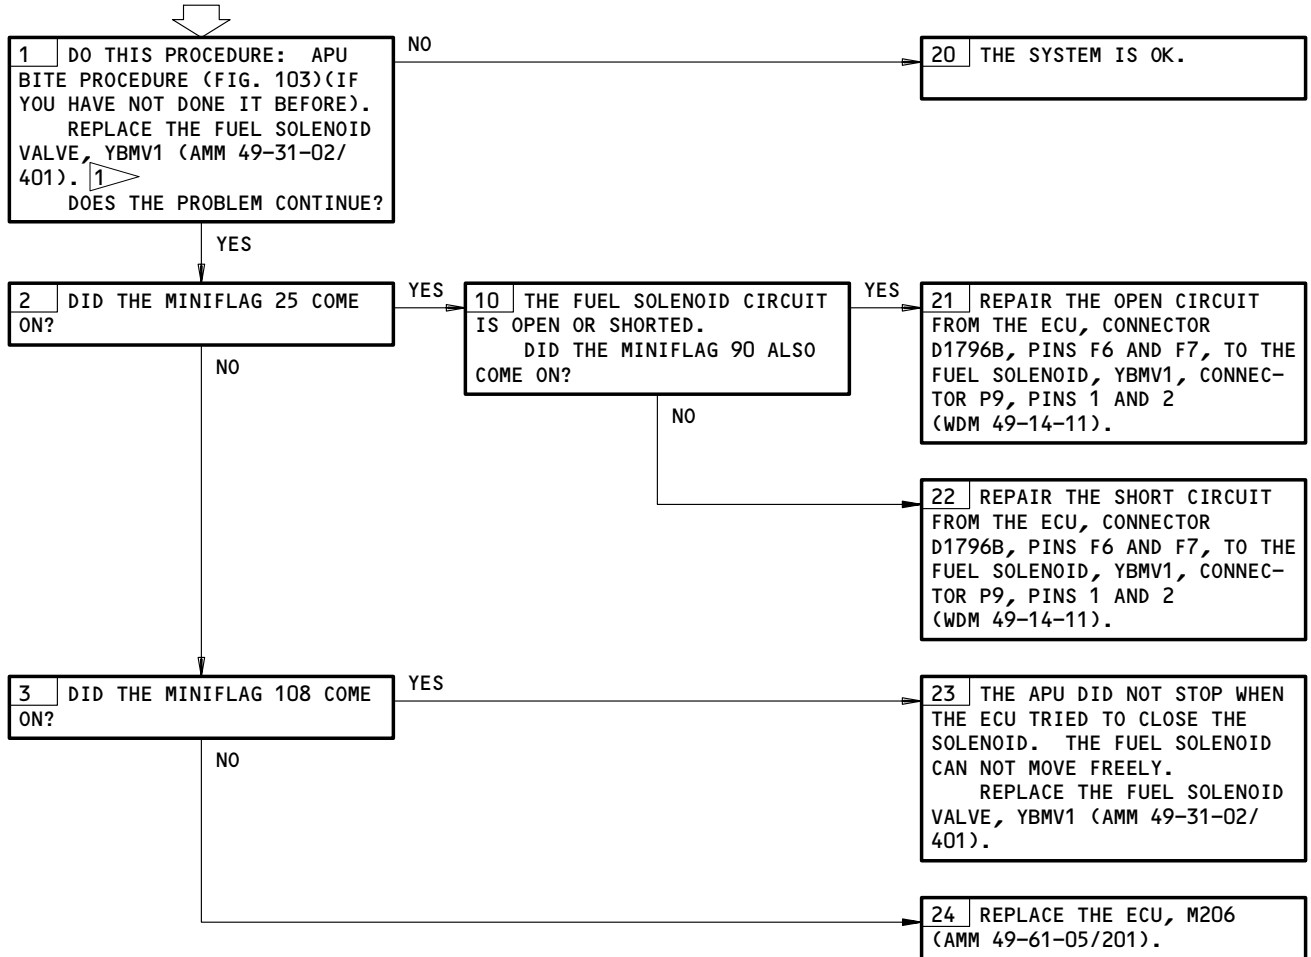 1 DO THIS PROCEDURE: APU
BITE PROCEDURE (FIG. 103)(IF
YOU HAVE NOT DONE IT BEFORE).
REPLACE THE FUEL SOLENOID
VALVE, YBMV1 (AMM 49-31-02/
401). 1
DOES THE PROBLEM CONTINUE?
NO
20 THE SYSTEM IS OK.
YES
2 DID THE MINIFLAG 25 COME
ON?
YES
10 THE FUEL SOLENOID CIRCUIT
IS OPEN OR SHORTED.
DID THE MINIFLAG 90 ALSO
COME ON?
YES
21 REPAIR THE OPEN CIRCUIT
FROM THE ECU, CONNECTOR
D1796B, PINS F6 AND F7, TO THE
FUEL SOLENOID, YBMV1, CONNEC-
TOR P9, PINS 1 AND 2
(WDM 49-14-11).
NO
NO
22 REPAIR THE SHORT CIRCUIT
FROM THE ECU, CONNECTOR
D1796B, PINS F6 AND F7, TO THE
FUEL SOLENOID, YBMV1, CONNEC-
TOR P9, PINS 1 AND 2
(WDM 49-14-11).
3 DID THE MINIFLAG 108 COME
ON?
YES
23 THE APU DID NOT STOP WHEN
THE ECU TRIED TO CLOSE THE
SOLENOID. THE FUEL SOLENOID
CAN NOT MOVE FREELY.
REPLACE THE FUEL SOLENOID
VALVE, YBMV1 (AMM 49-31-02/
401).
NO
24 REPLACE THE ECU, M206
(AMM 49-61-05/201).